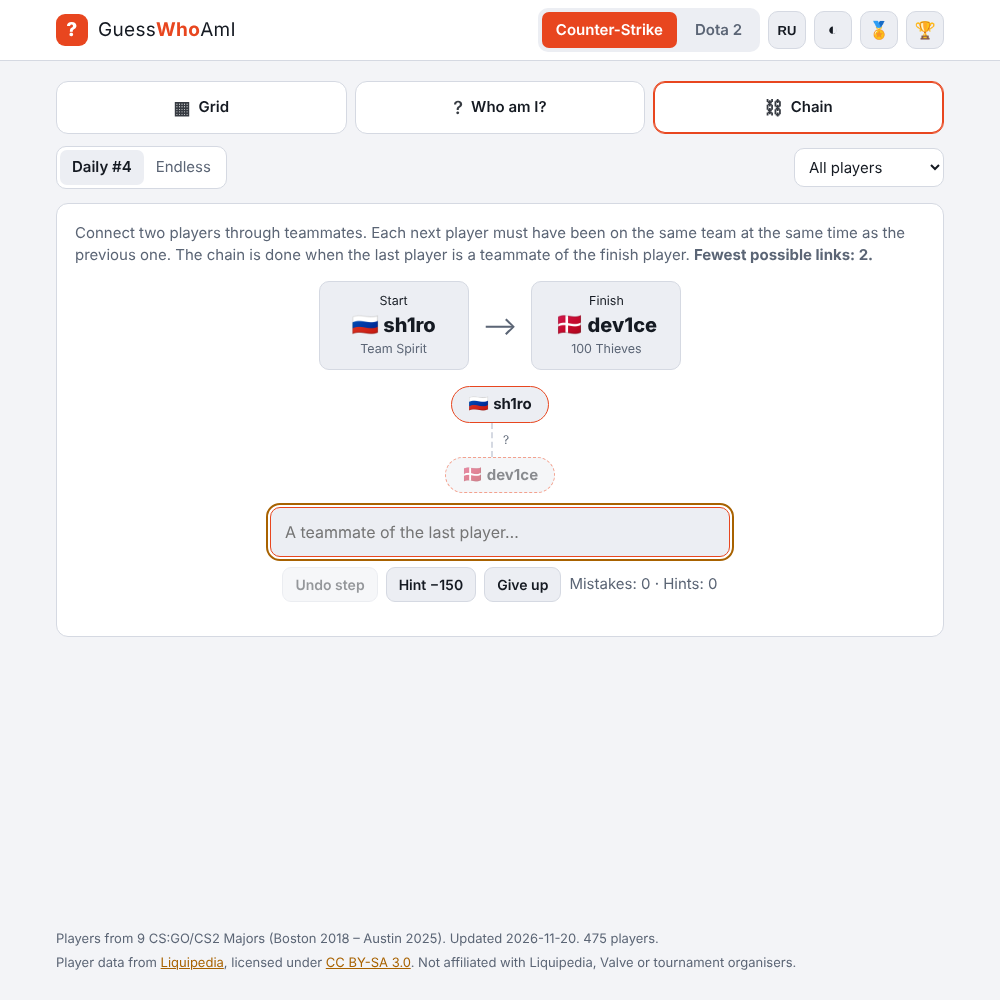 ? GuessWhoAmI
Counter-Strike Dota 2 RU
Grid ? Who am I? Chain
Daily #4 Endless All players
Connect two players through teammates. Each next player must have been on the same team at the same time as the
previous one. The chain is done when the last player is a teammate of the finish player. Fewest possible links: 2.
Start
sh1ro
Team Spirit
→
Finish
dev1ce
100 Thieves
sh1ro
?
dev1ce
A teammate of the last player...
Undo step Hint −150 Give up Mistakes: 0 · Hints: 0
Players from 9 CS:GO/CS2 Majors (Boston 2018 – Austin 2025). Updated 2026-11-20. 475 players.
Player data from Liquipedia, licensed under CC BY-SA 3.0. Not affiliated with Liquipedia, Valve or tournament organisers.